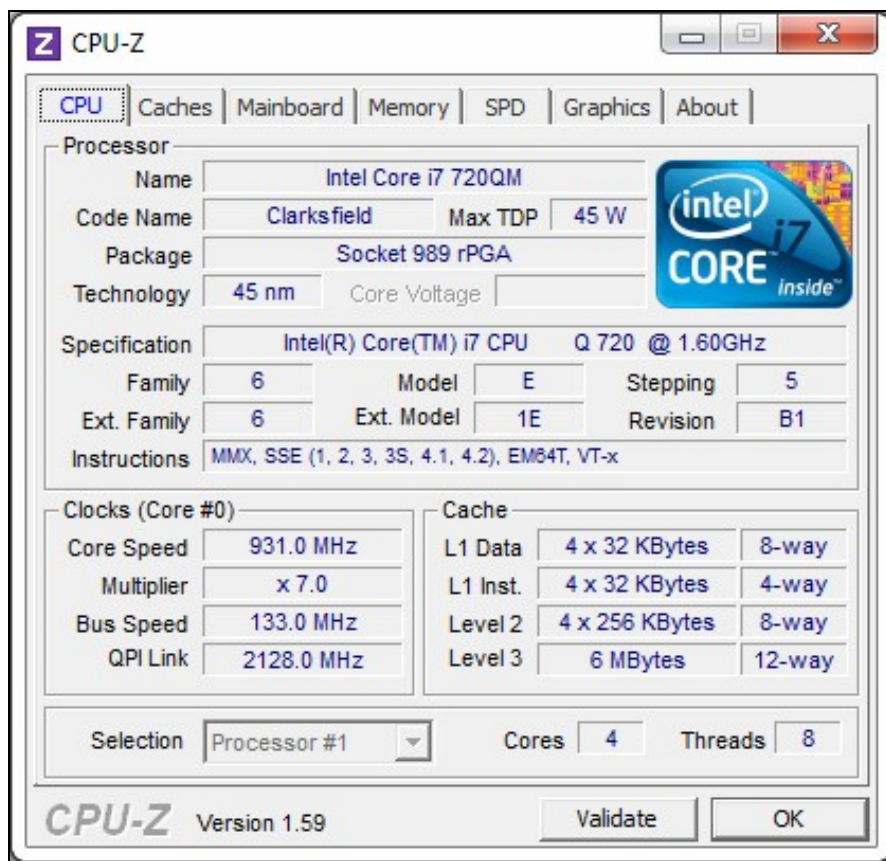 CPU-Z
CPU Caches Mainboard Memory SPD Graphics About
Processor
Name Intel Core i7 720QM
Code Name Clarksfield Max TDP 45 W
Package Socket 989 rPGA
Technology 45 nm Core Voltage
intel
CORE i7
inside™
Specification Intel(R) Core(TM) i7 CPU Q 720 @ 1.60GHz
Family 6 Model E Stepping 5
Ext. Family 6 Ext. Model 1E Revision B1
Instructions MMX, SSE (1, 2, 3, 3S, 4.1, 4.2), EM64T, VT-x
Clocks (Core #0)
Core Speed 931.0 MHz
Multiplier x 7.0
Bus Speed 133.0 MHz
QPI Link 2128.0 MHz
Cache
L1 Data 4 x 32 KBytes 8-way
L1 Inst. 4 x 32 KBytes 4-way
Level 2 4 x 256 KBytes 8-way
Level 3 6 MBytes 12-way
Selection Processor #1 Cores 4 Threads 8
CPU-Z Version 1.59 Validate OK